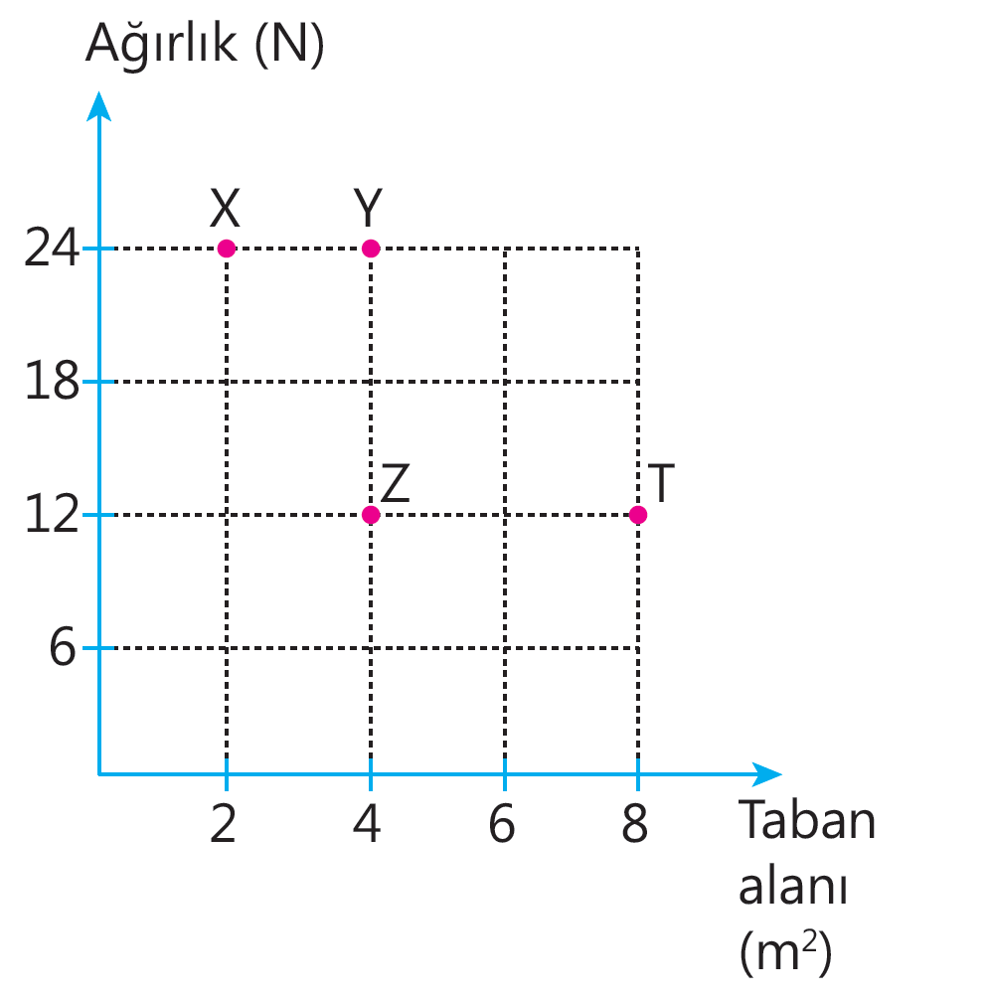 Ağırlık (N)
X Y
24
18
Z T
12
6
2 4 6 8
Taban
alanı
(m²)